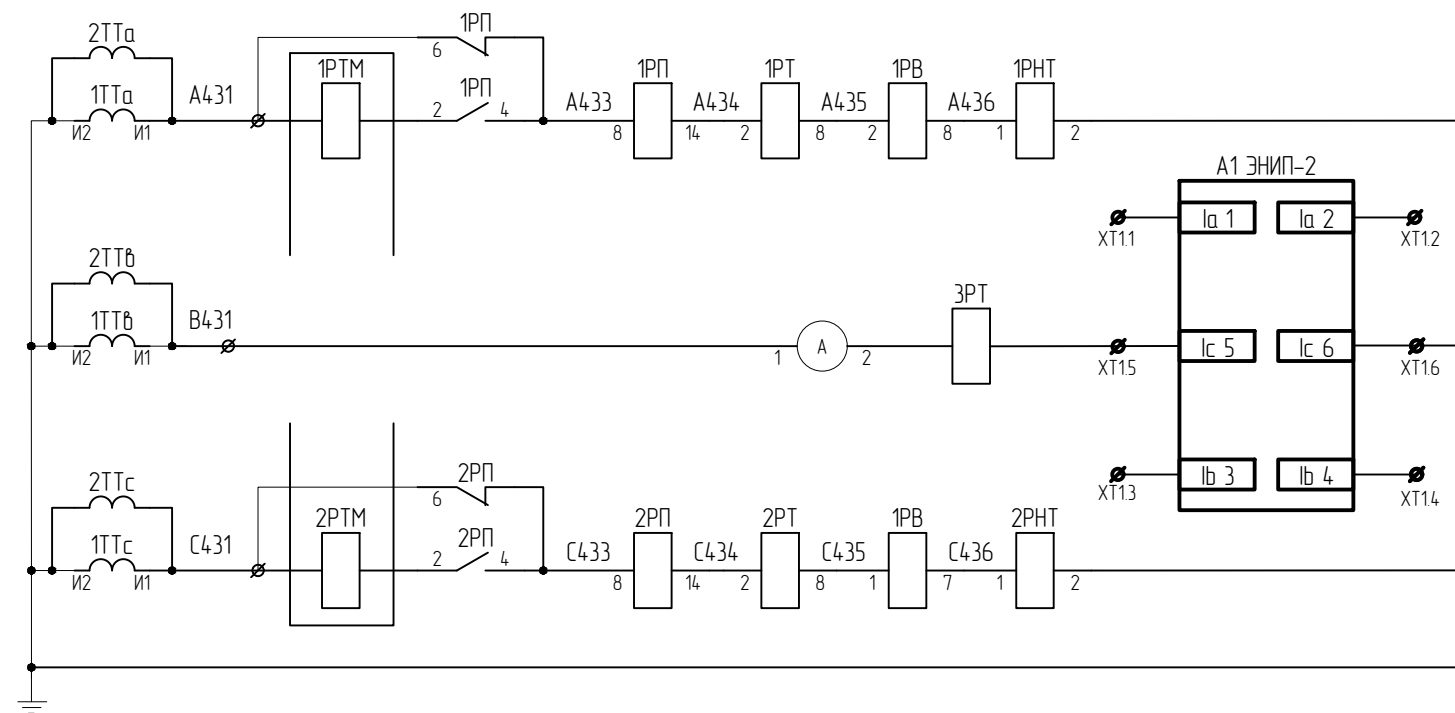 2ТТа
1ТТа
И2
И1
А431
1РТМ
1РП
6
1РП
2
4
А433
1РП
8
14
А434
1РТ
2
8
А435
1РВ
2
8
А436
1РНТ
1
2
А1 ЭНИП-2
Ia 1
Ia 2
XT1.1
XT1.2
2ТТв
1ТТв
И2
И1
В431
1
А
2
3РТ
XT1.5
Ic 5
Ic 6
XT1.6
XT1.3
Ib 3
Ib 4
XT1.4
2ТТс
1ТТс
И2
И1
С431
2РТМ
2РП
6
2РП
2
4
С433
2РП
8
14
С434
2РТ
2
8
С435
1РВ
1
7
С436
2РНТ
1
2